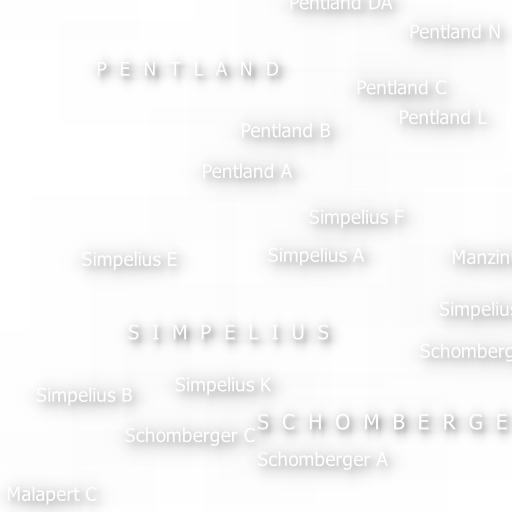 Pentland DA
Pentland N
PENTLAND
Pentland C
Pentland L
Pentland B
Pentland A
Simpelius F
Simpelius E
Simpelius A
Manzin
Simpelius
SIMPELIUS
Schomberg
Simpelius K
Simpelius B
SCHOMBERGE
Schomberger C
Schomberger A
Malapert C